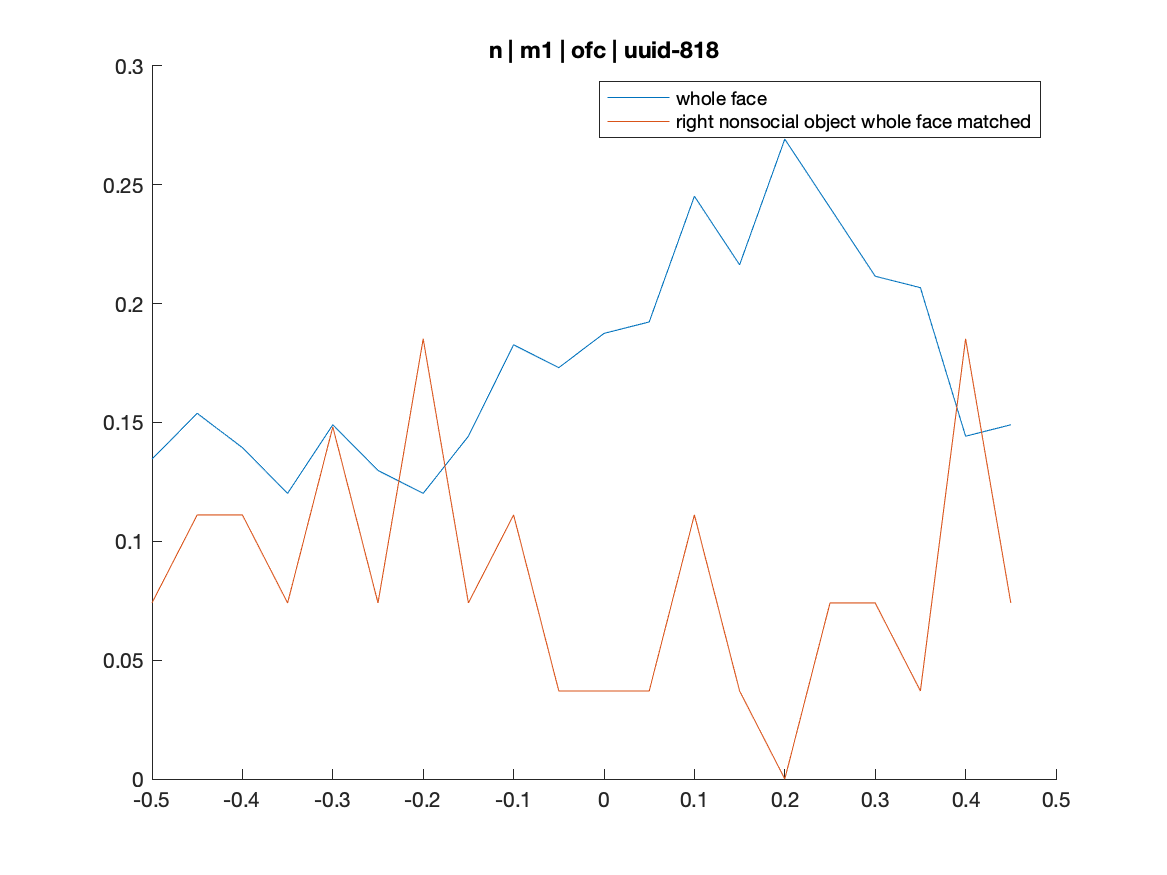 n | m1 | ofc | uuid-818
whole face
right nonsocial object whole face matched
0.3
0.25
0.2
0.15
0.1
0.05
0
-0.5 -0.4 -0.3 -0.2 -0.1 0 0.1 0.2 0.3 0.4 0.5